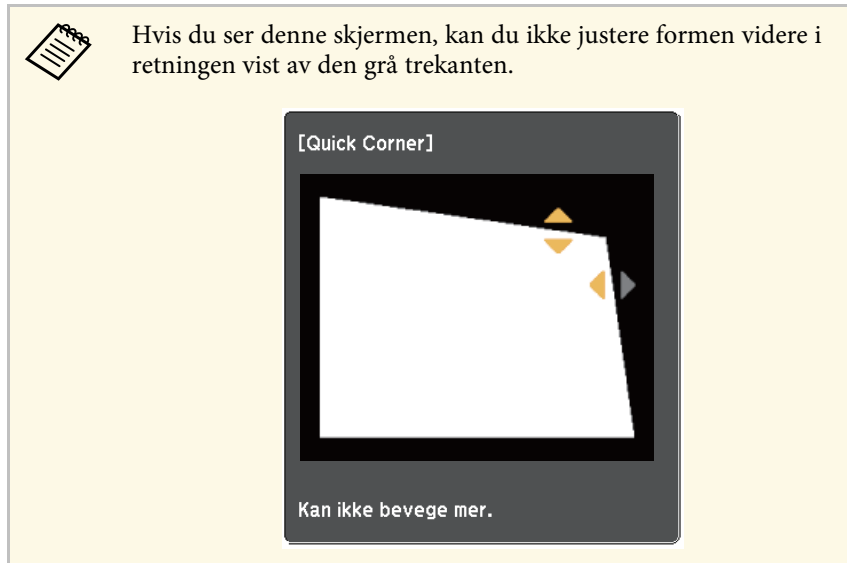 Hvis du ser denne skjermen, kan du ikke justere formen videre i
retningen vist av den grå trekanten.
[Quick Corner]
Kan ikke bevege mer.